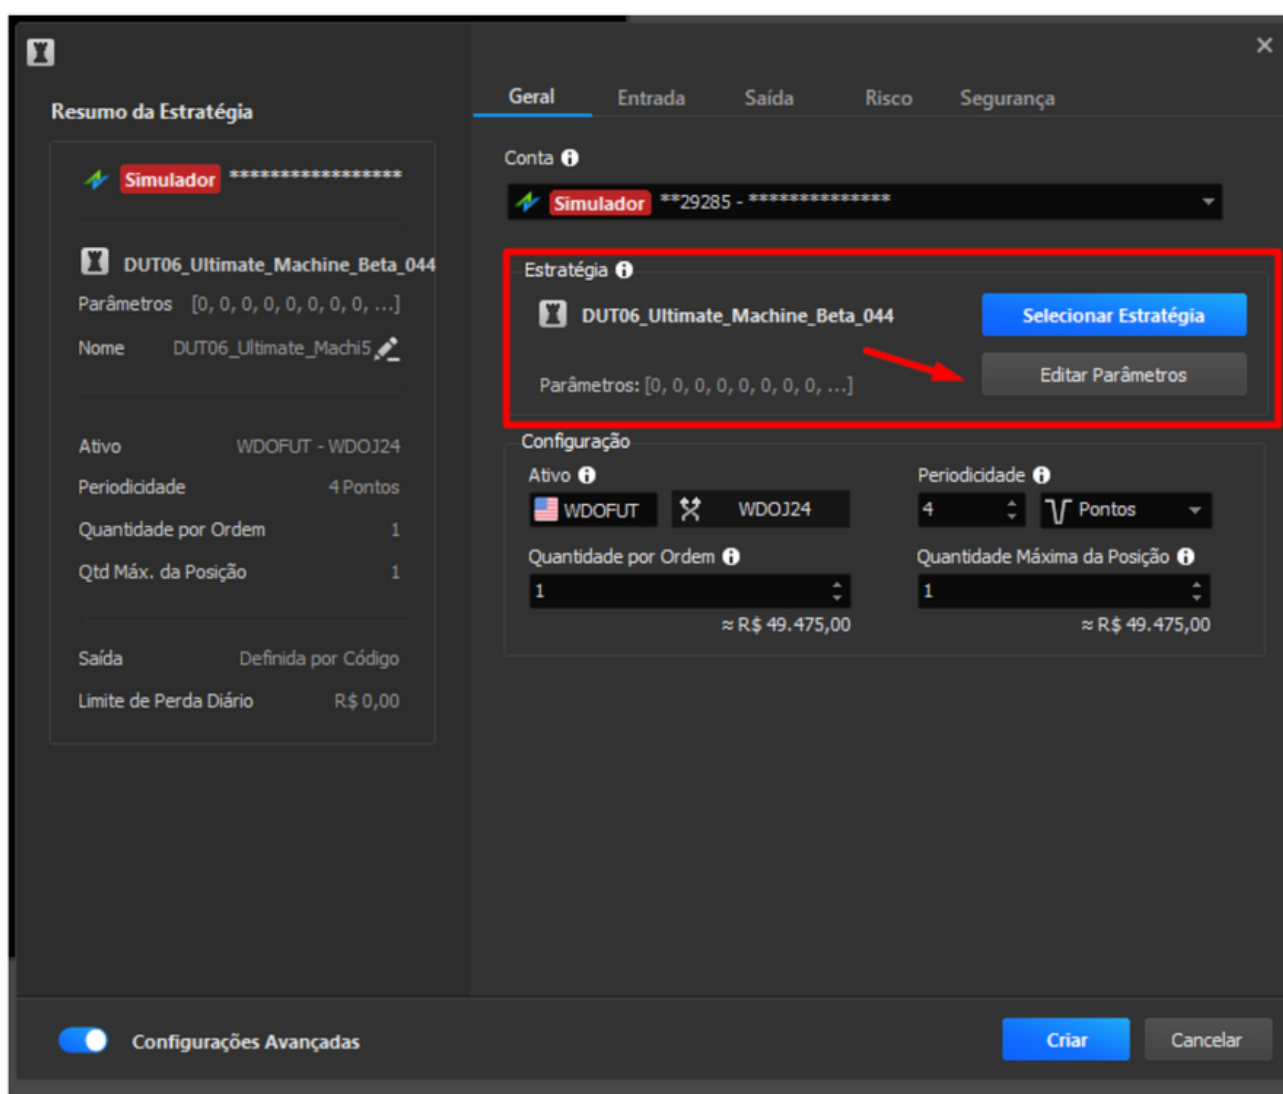 Resumo da Estratégia
Simulador *****************
DUT06_Ultimate_Machine_Beta_044
Parâmetros [0, 0, 0, 0, 0, 0, 0, 0, ...]
Nome DUT06_Ultimate_Machi5
Ativo WDOFUT - WDOJ24
Periodicidade 4 Pontos
Quantidade por Ordem 1
Qtd Máx. da Posição 1
Saída Definida por Código
Limite de Perda Diário R$ 0,00
Geral Entrada Saída Risco Segurança
Conta
Simulador **29285 - **************
Estratégia
DUT06_Ultimate_Machine_Beta_044 Selecionar Estratégia
Parâmetros: [0, 0, 0, 0, 0, 0, 0, 0, ...] Editar Parâmetros
Configuração
Ativo Periodicidade
WDOFUT WDOJ24 4 Pontos
Quantidade por Ordem Quantidade Máxima da Posição
1 1
≈ R$ 49.475,00 ≈ R$ 49.475,00
Configurações Avançadas Criar Cancelar